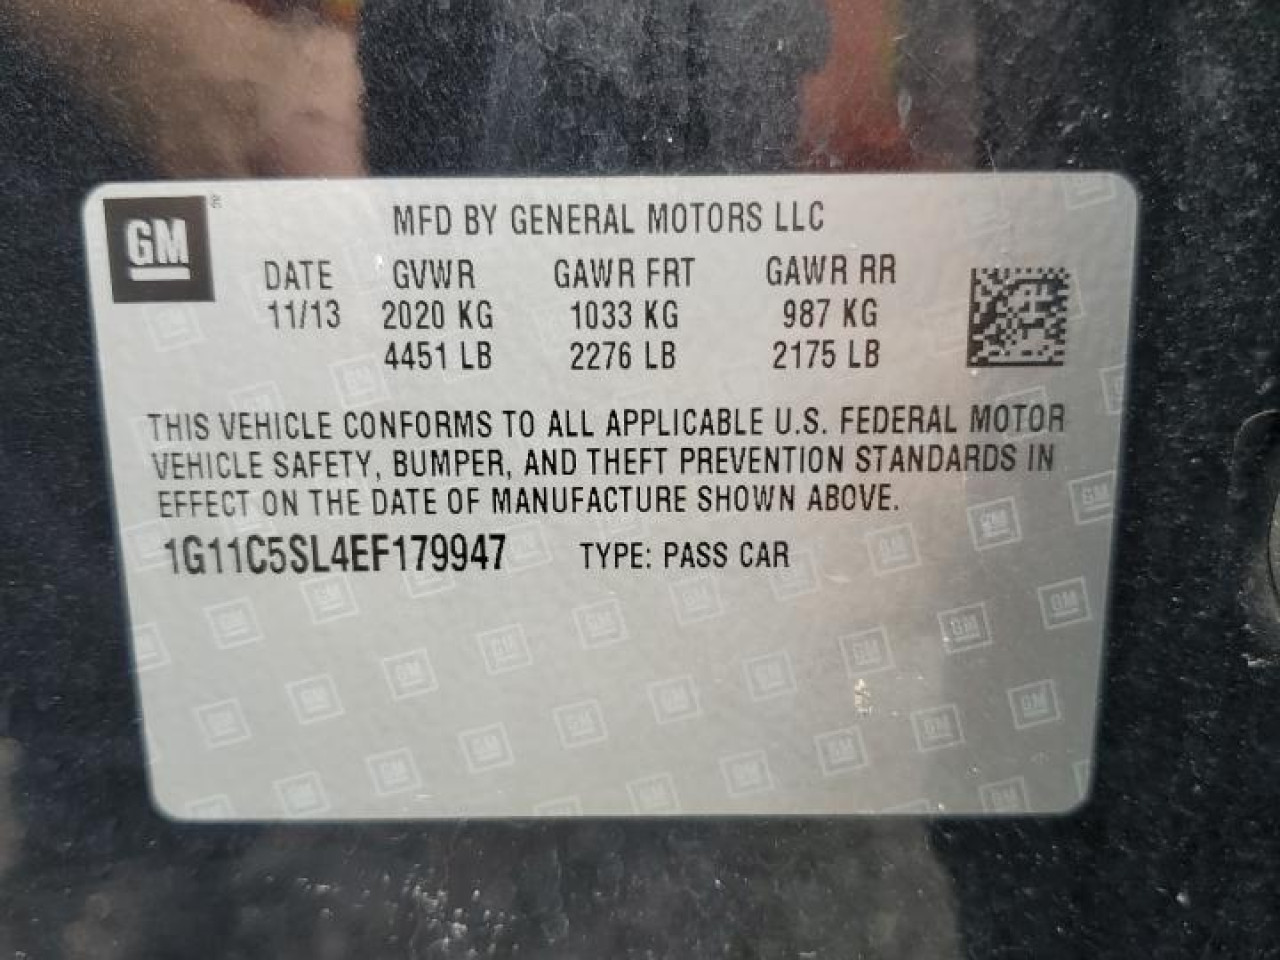 GM
MFD BY GENERAL MOTORS LLC
DATE GVWR GAWR FRT GAWR RR
11/13 2020 KG 1033 KG 987 KG
4451 LB 2276 LB 2175 LB
THIS VEHICLE CONFORMS TO ALL APPLICABLE U.S. FEDERAL MOTOR
VEHICLE SAFETY, BUMPER, AND THEFT PREVENTION STANDARDS IN
EFFECT ON THE DATE OF MANUFACTURE SHOWN ABOVE.
1G11C5SL4EF179947 TYPE: PASS CAR